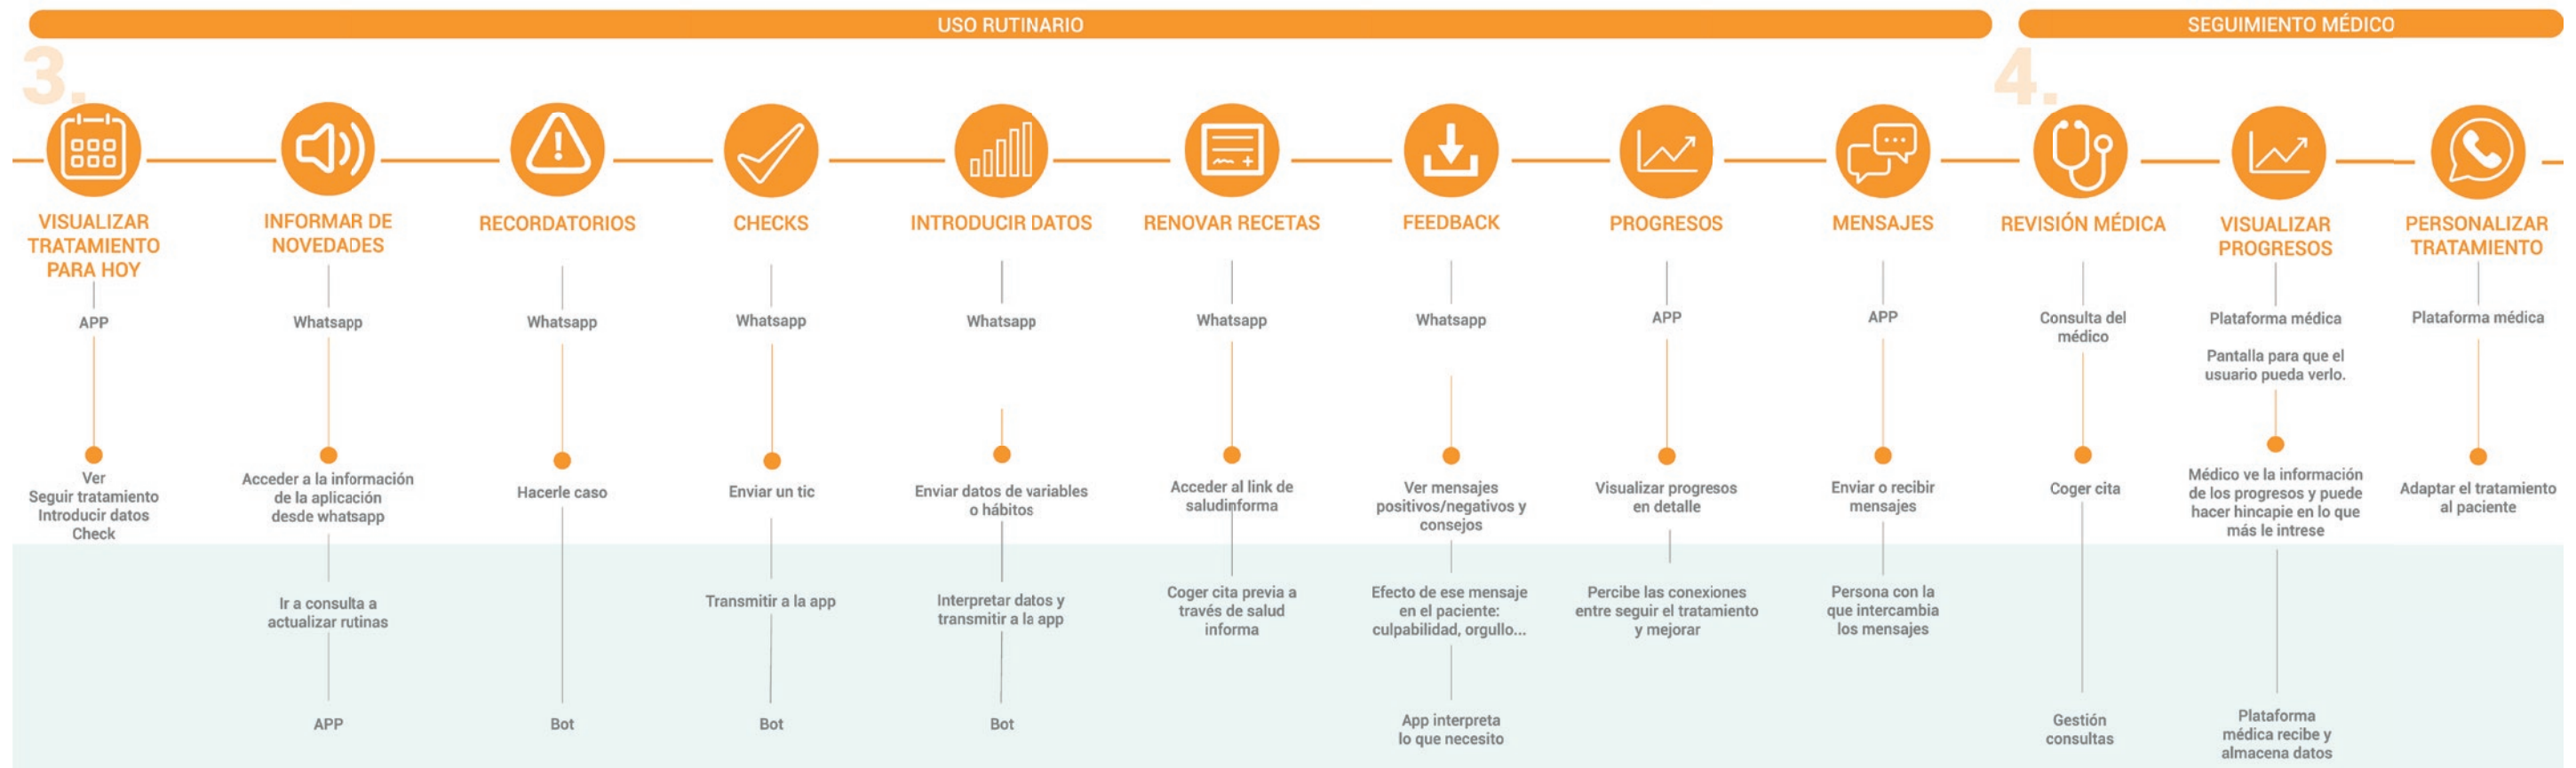 USO RUTINARIO
SEGUIMIENTO MÉDICO
3.
4.
VISUALIZAR
TRATAMIENTO
PARA HOY
APP
Ver
Seguir tratamiento
Introducir datos
Check
INFORMAR DE
NOVEDADES
Whatsapp
Acceder a la información
de la aplicación
desde whatsapp
Ir a consulta a
actualizar rutinas
APP
RECORDATORIOS
Whatsapp
Hacerle caso
Bot
CHECKS
Whatsapp
Enviar un tic
Transmitir a la app
Bot
INTRODUCIR DATOS
Whatsapp
Enviar datos de variables
o hábitos
Interpretar datos y
transmitir a la app
Bot
RENOVAR RECETAS
Whatsapp
Acceder al link de
saludinforma
Coger cita previa a
través de salud
informa
FEEDBACK
Whatsapp
Ver mensajes
positivos/negativos y
consejos
Efecto de ese mensaje
en el paciente:
culpabilidad, orgullo...
App interpreta
lo que necesito
PROGRESOS
APP
Visualizar progresos
en detalle
Percibe las conexiones
entre seguir el tratamiento
y mejorar
MENSAJES
APP
Enviar o recibir
mensajes
Persona con la
que intercambia
los mensajes
REVISIÓN MÉDICA
Consulta del
médico
Coger cita
Gestión
consultas
VISUALIZAR
PROGRESOS
Plataforma médica
Pantalla para que el
usuario pueda verlo.
Médico ve la información
de los progresos y puede
hacer hincapie en lo que
más le intrese
Plataforma
médica recibe y
almacena datos
PERSONALIZAR
TRATAMIENTO
Plataforma médica
Adaptar el tratamiento
al paciente